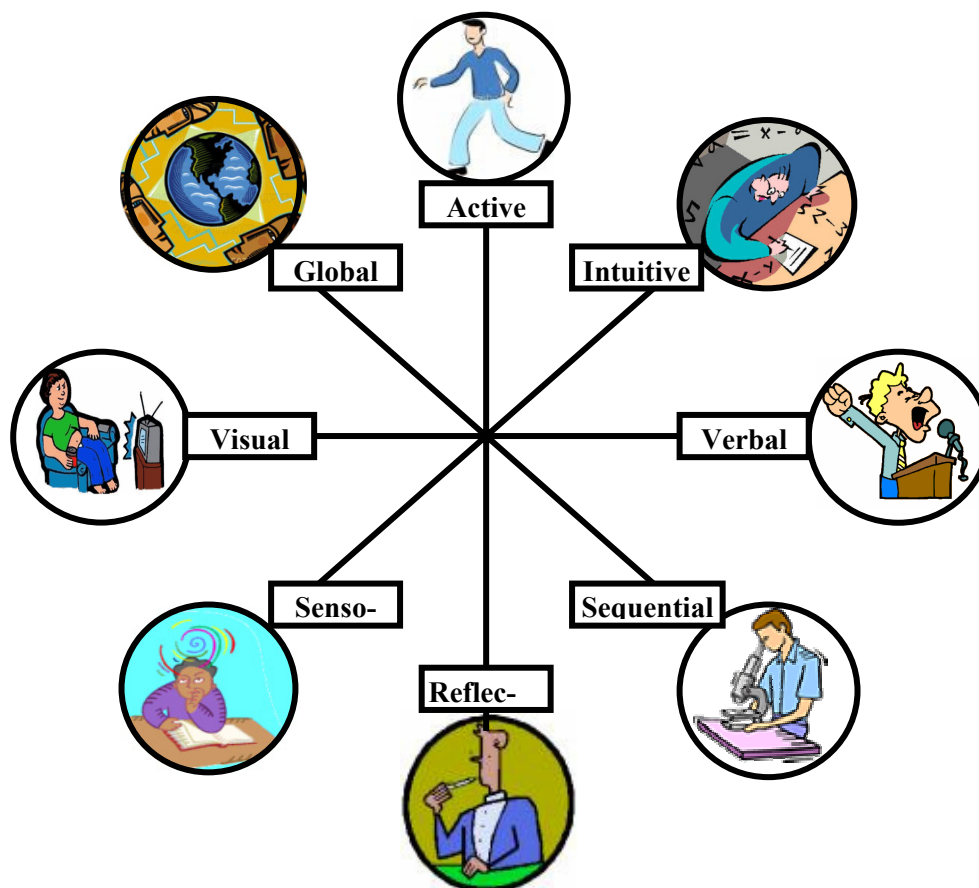 Active
Global
Intuitive
Visual
Verbal
Senso-
Sequential
Reflec-